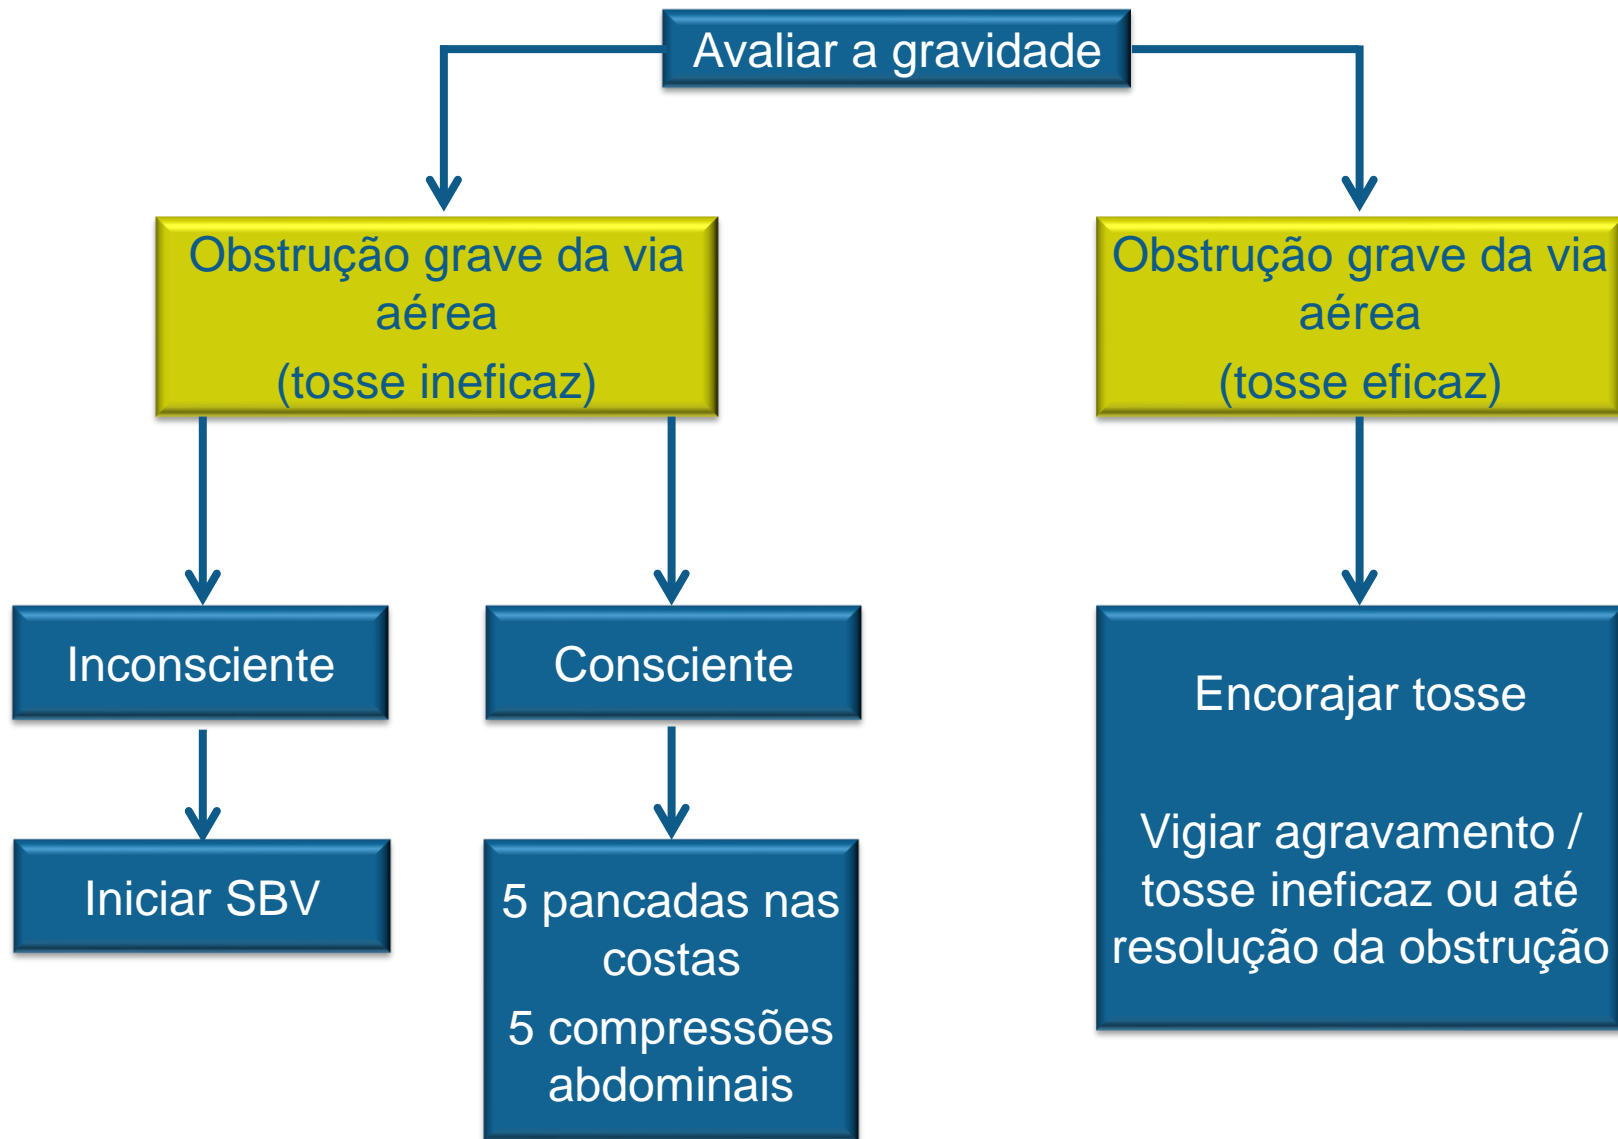 Avaliar a gravidade
Obstrução grave da via
aérea
(tosse ineficaz)
Obstrução grave da via
aérea
(tosse eficaz)
Inconsciente
Consciente
Encorajar tosse
Vigiar agravamento /
tosse ineficaz ou até
resolução da obstrução
Iniciar SBV
5 pancadas nas
costas
5 compressões
abdominais